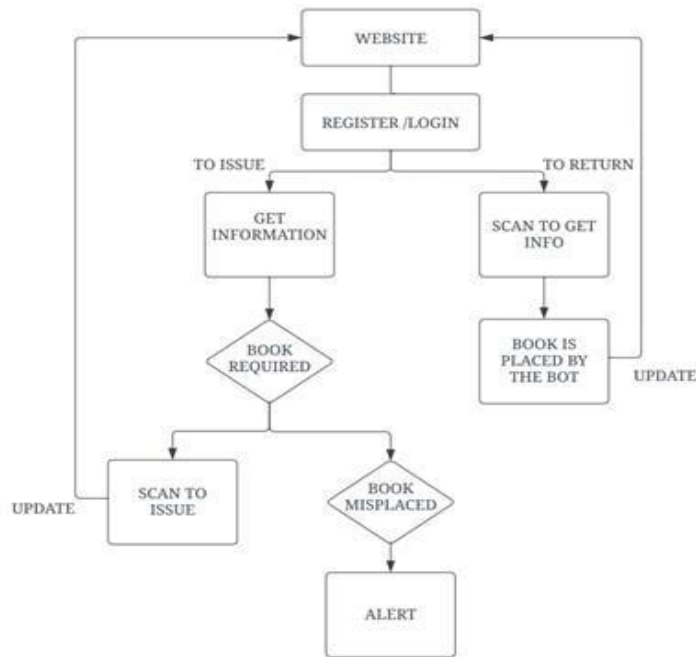 WEBSITE
REGISTER /LOGIN
TO ISSUE
TO RETURN
GET
INFORMATION
SCAN TO GET
INFO
BOOK
REQUIRED
BOOK IS
PLACED BY
THE BOT
UPDATE
SCAN TO
ISSUE
UPDATE
BOOK
MISPLACED
ALERT